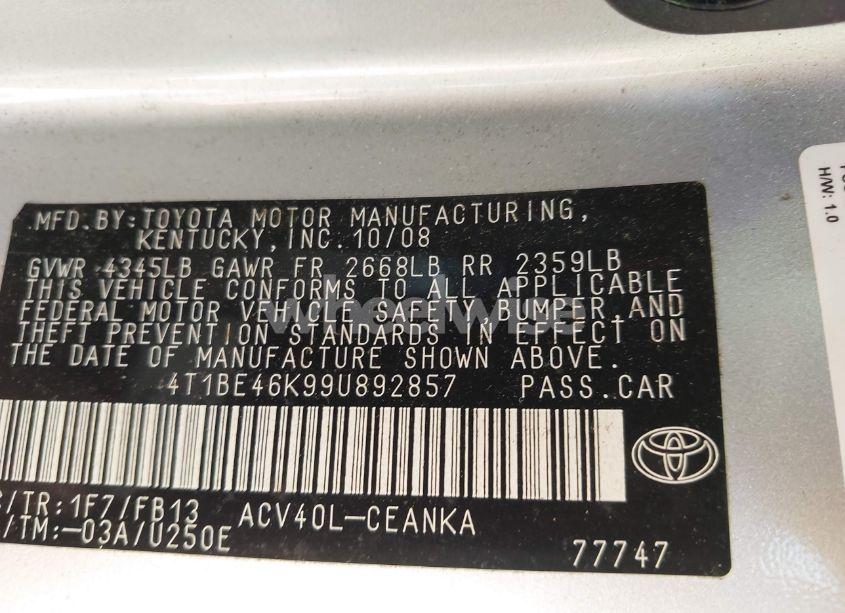 MFD. BY: TOYOTA MOTOR MANUFACTURING,
KENTUCKY, INC. 10/08
GVWR 4345LB GAWR FR 2668LB RR 2359LB
THIS VEHICLE CONFORMS TO ALL APPLICABLE
FEDERAL MOTOR VEHICLE SAFETY, BUMPER, AND
THEFT PREVENTION STANDARDS IN EFFECT ON
THE DATE OF MANUFACTURE SHOWN ABOVE.
4T1BE46K99U892857 PASS. CAR
/TR: 1F7/FB13 ACV40L-CEANKA
/TM:-03A/U250E
77747
H/W: 1.0